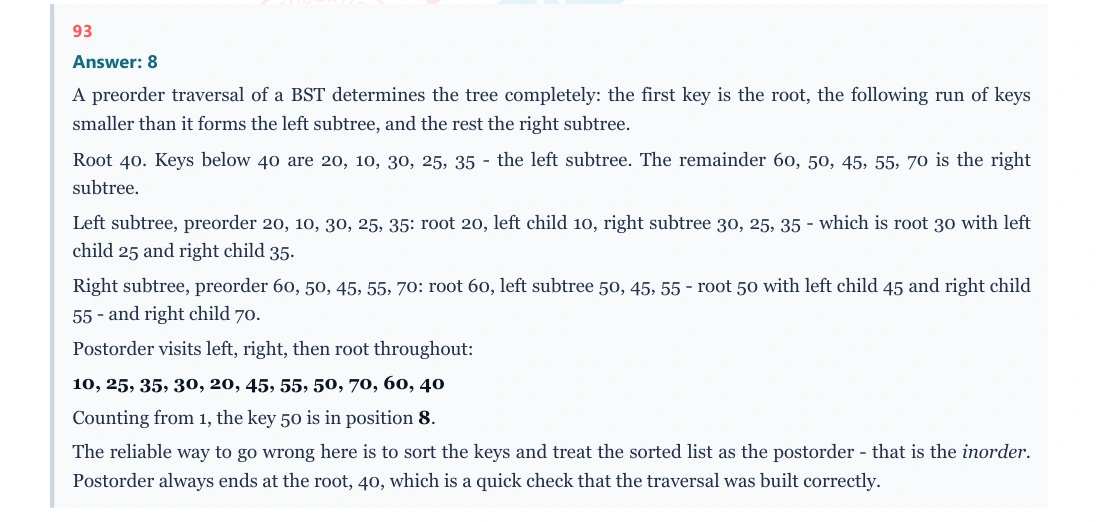 93
Answer: 8
A preorder traversal of a BST determines the tree completely: the first key is the root, the following run of keys
smaller than it forms the left subtree, and the rest the right subtree.
Root 40. Keys below 40 are 20, 10, 30, 25, 35 - the left subtree. The remainder 60, 50, 45, 55, 70 is the right
subtree.
Left subtree, preorder 20, 10, 30, 25, 35: root 20, left child 10, right subtree 30, 25, 35 - which is root 30 with left
child 25 and right child 35.
Right subtree, preorder 60, 50, 45, 55, 70: root 60, left subtree 50, 45, 55 - root 50 with left child 45 and right child
55 - and right child 70.
Postorder visits left, right, then root throughout:
10, 25, 35, 30, 20, 45, 55, 50, 70, 60, 40
Counting from 1, the key 50 is in position 8.
The reliable way to go wrong here is to sort the keys and treat the sorted list as the postorder - that is the inorder.
Postorder always ends at the root, 40, which is a quick check that the traversal was built correctly.